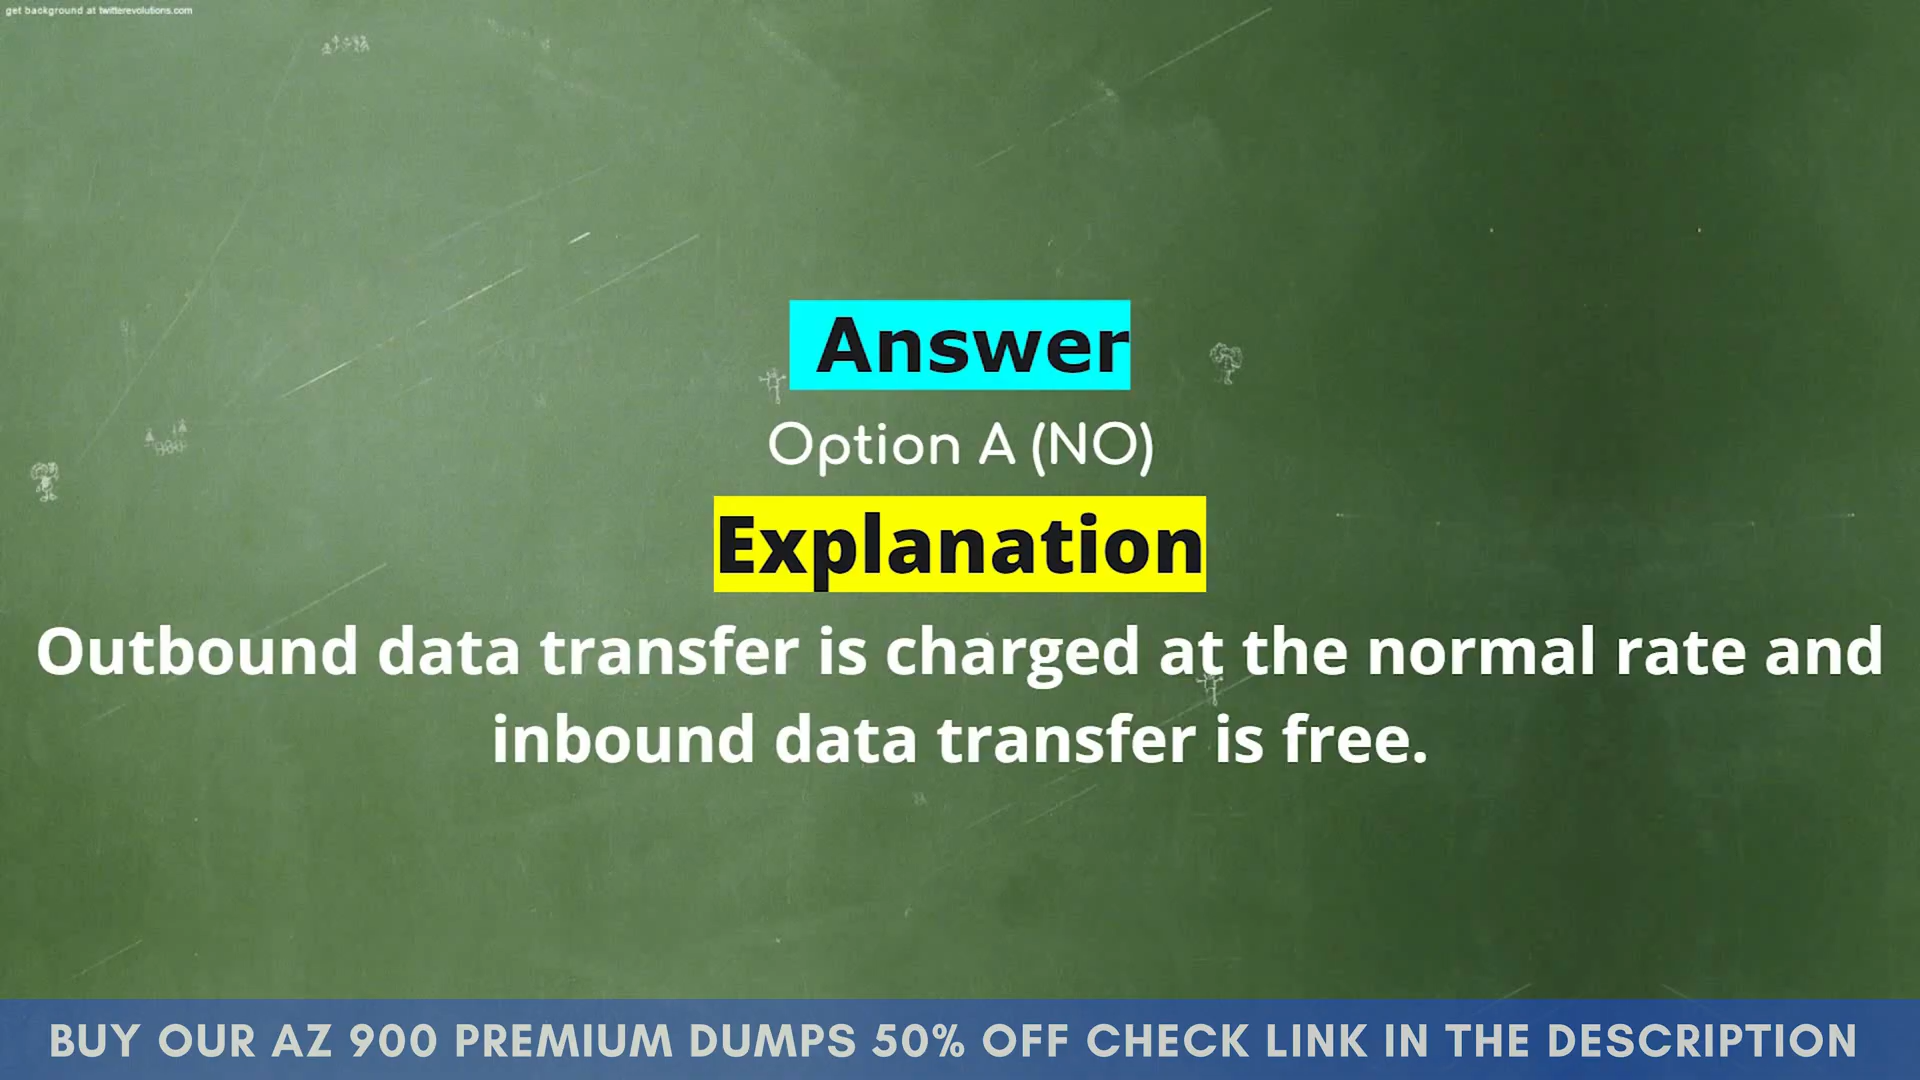 get background at twitterevolutions.com
Answer
Option A (NO)
Explanation
Outbound data transfer is charged at the normal rate and
inbound data transfer is free.
BUY OUR AZ 900 PREMIUM DUMPS 50% OFF CHECK LINK IN THE DESCRIPTION